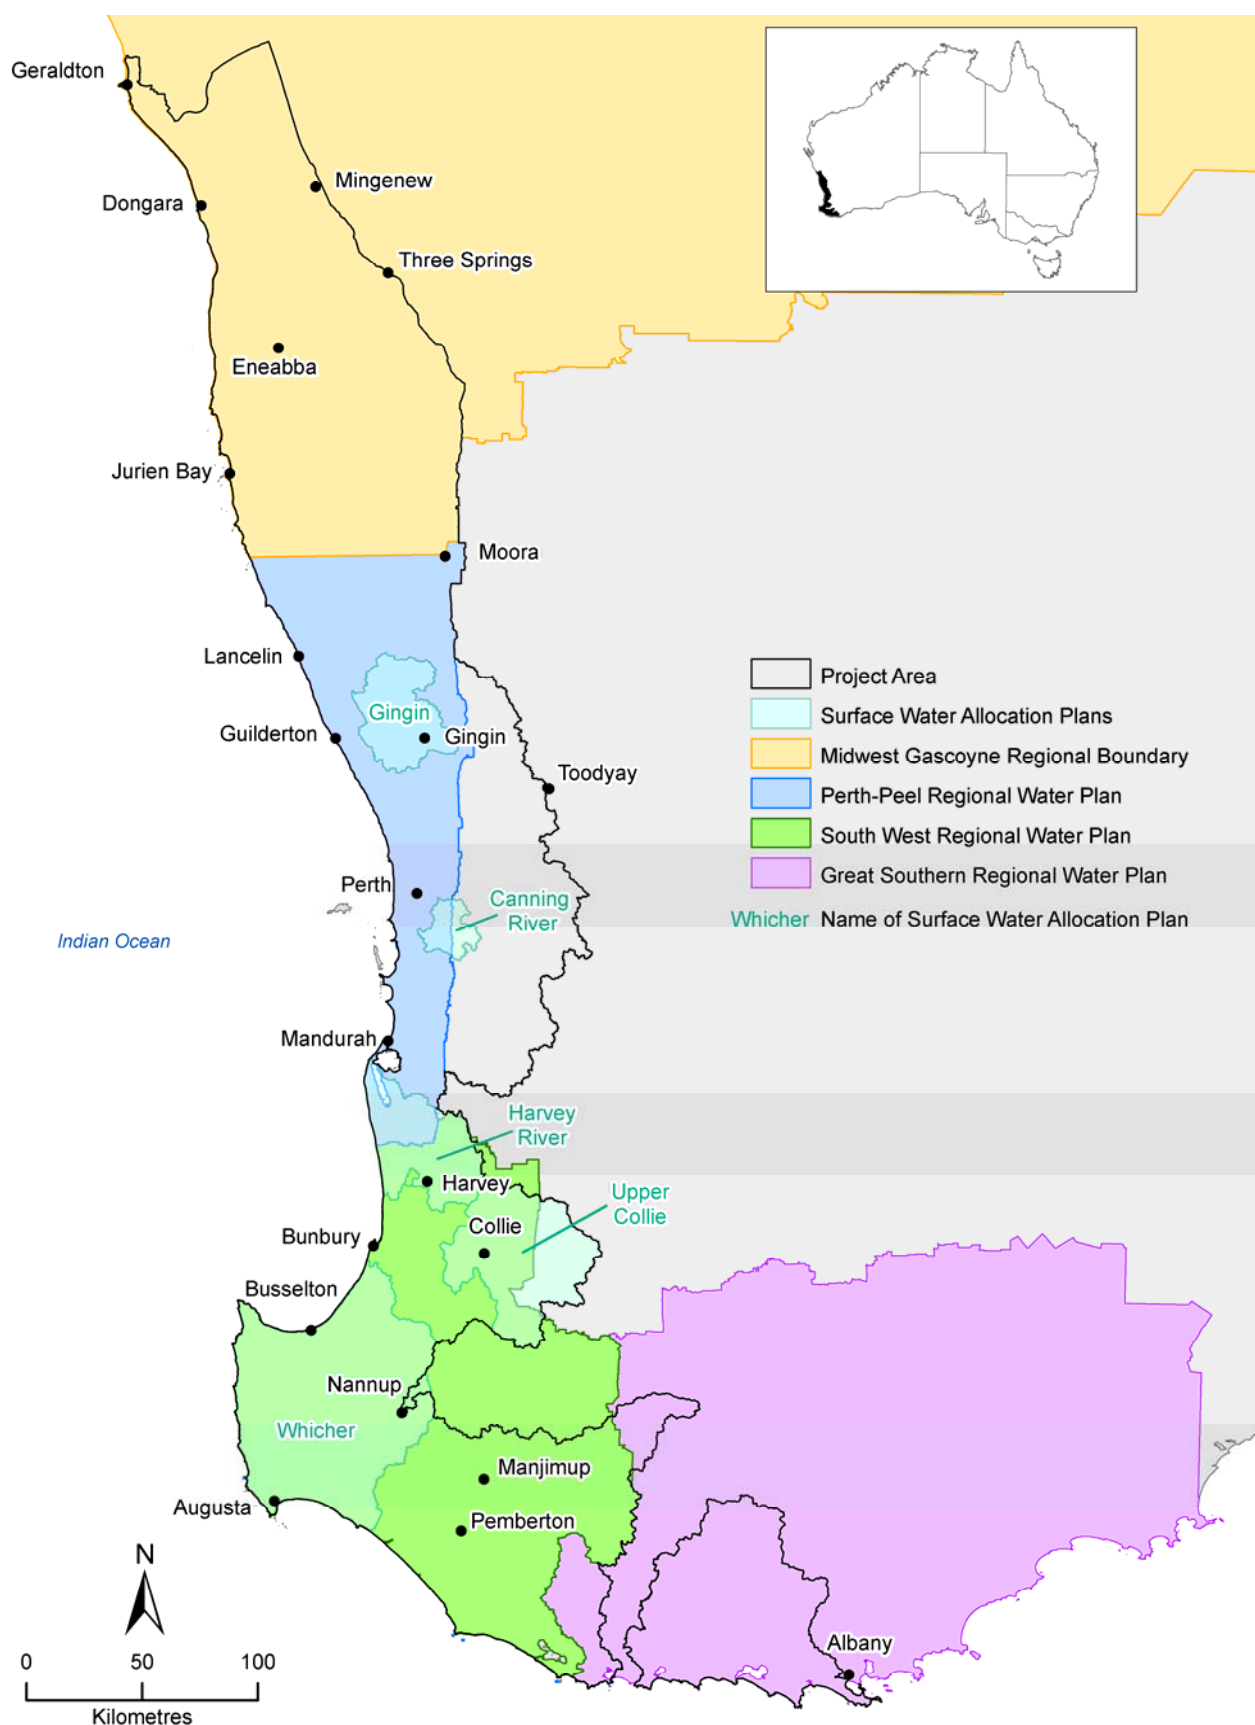 Geraldton
Mingenew
Dongara
Three Springs
Eneabba
Jurien Bay
Moora
Lancelin
Gingin
Guilderton
Gingin
Toodyay
Project Area
Surface Water Allocation Plans
Midwest Gascoyne Regional Boundary
Perth-Peel Regional Water Plan
South West Regional Water Plan
Great Southern Regional Water Plan
Whicher Name of Surface Water Allocation Plan
Perth
Canning
River
Indian Ocean
Mandurah
Harvey
River
Harvey
Upper
Collie
Collie
Bunbury
Busselton
Nannup
Whicher
Manjimup
Augusta
Pemberton
N
Albany
0 50 100
Kilometres